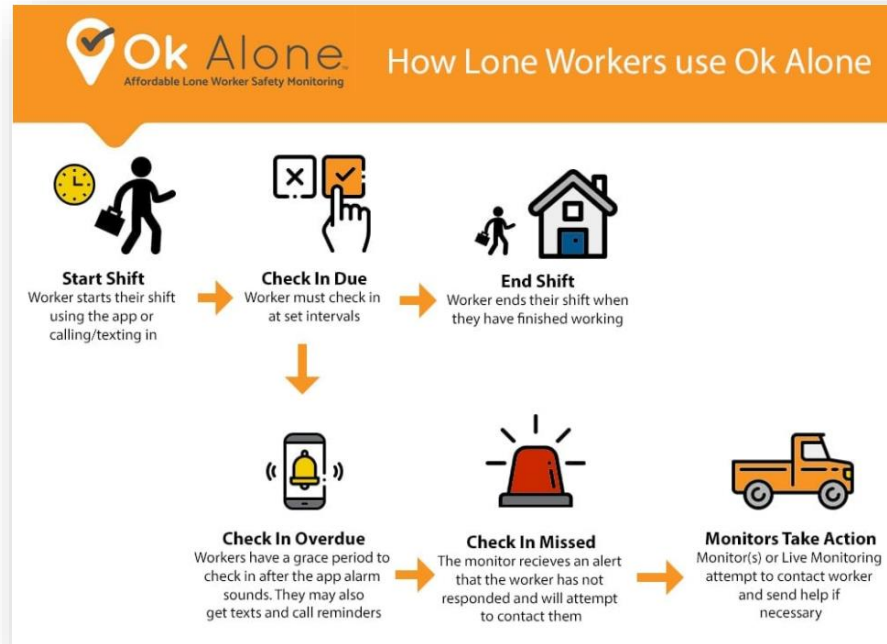 Ok Alone™
Affordable Lone Worker Safety Monitoring
How Lone Workers use Ok Alone
Start Shift
Worker starts their shift
using the app or
calling/texting in
Check In Due
Worker must check in
at set intervals
End Shift
Worker ends their shift when
they have finished working
Check In Overdue
Workers have a grace period to
check in after the app alarm
sounds. They may also
get texts and call reminders
Check In Missed
The monitor recieves an alert
that the worker has not
responded and will attempt
to contact them
Monitors Take Action
Monitor(s) or Live Monitoring
attempt to contact worker
and send help if
necessary